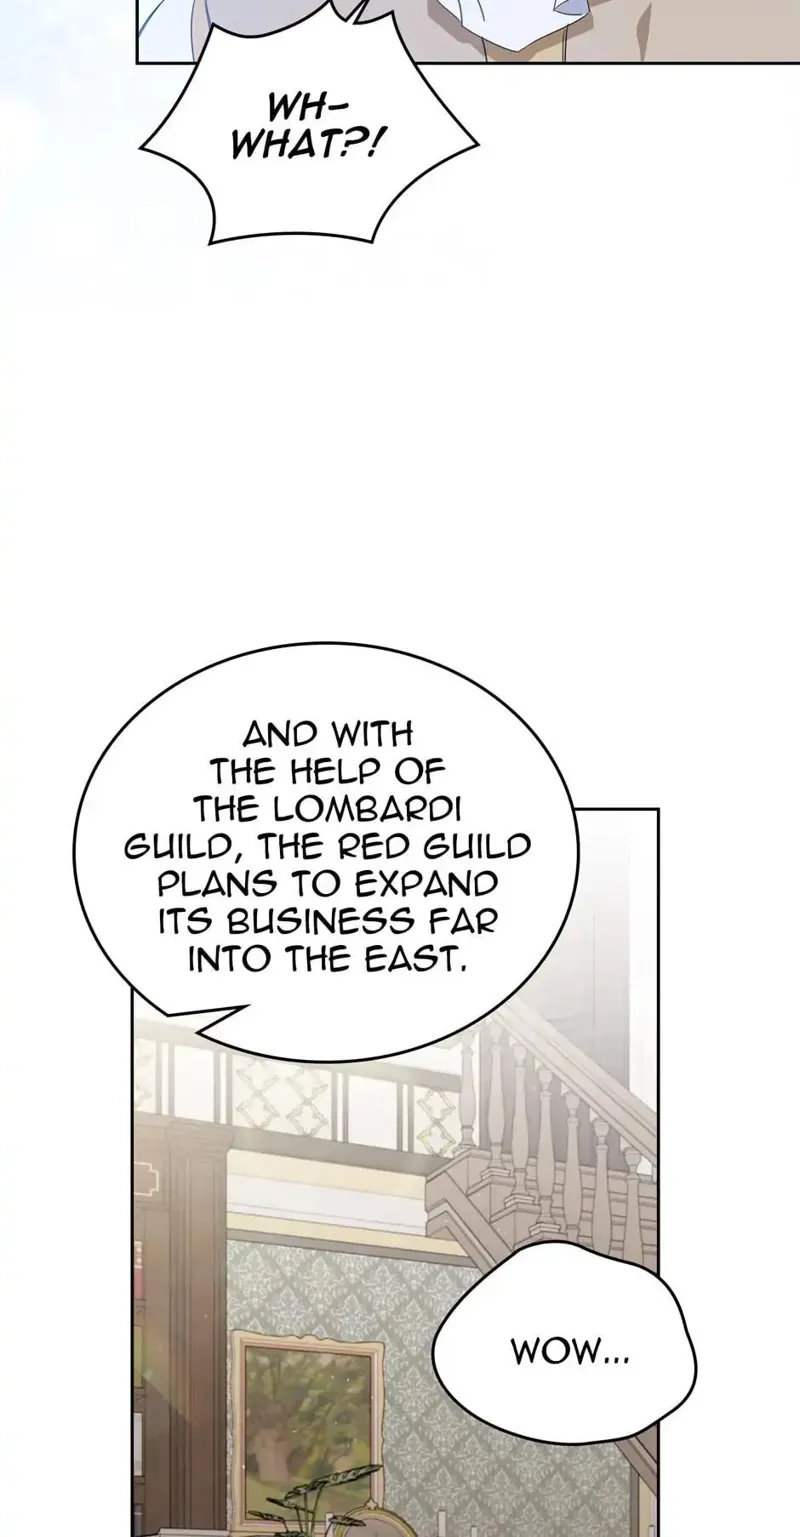 WH-
WHAT?!
AND WITH
THE HELP OF
THE LOMBARDI
GUILD, THE RED GUILD
PLANS TO EXPAND
ITS BUSINESS FAR
INTO THE EAST.
WOW...